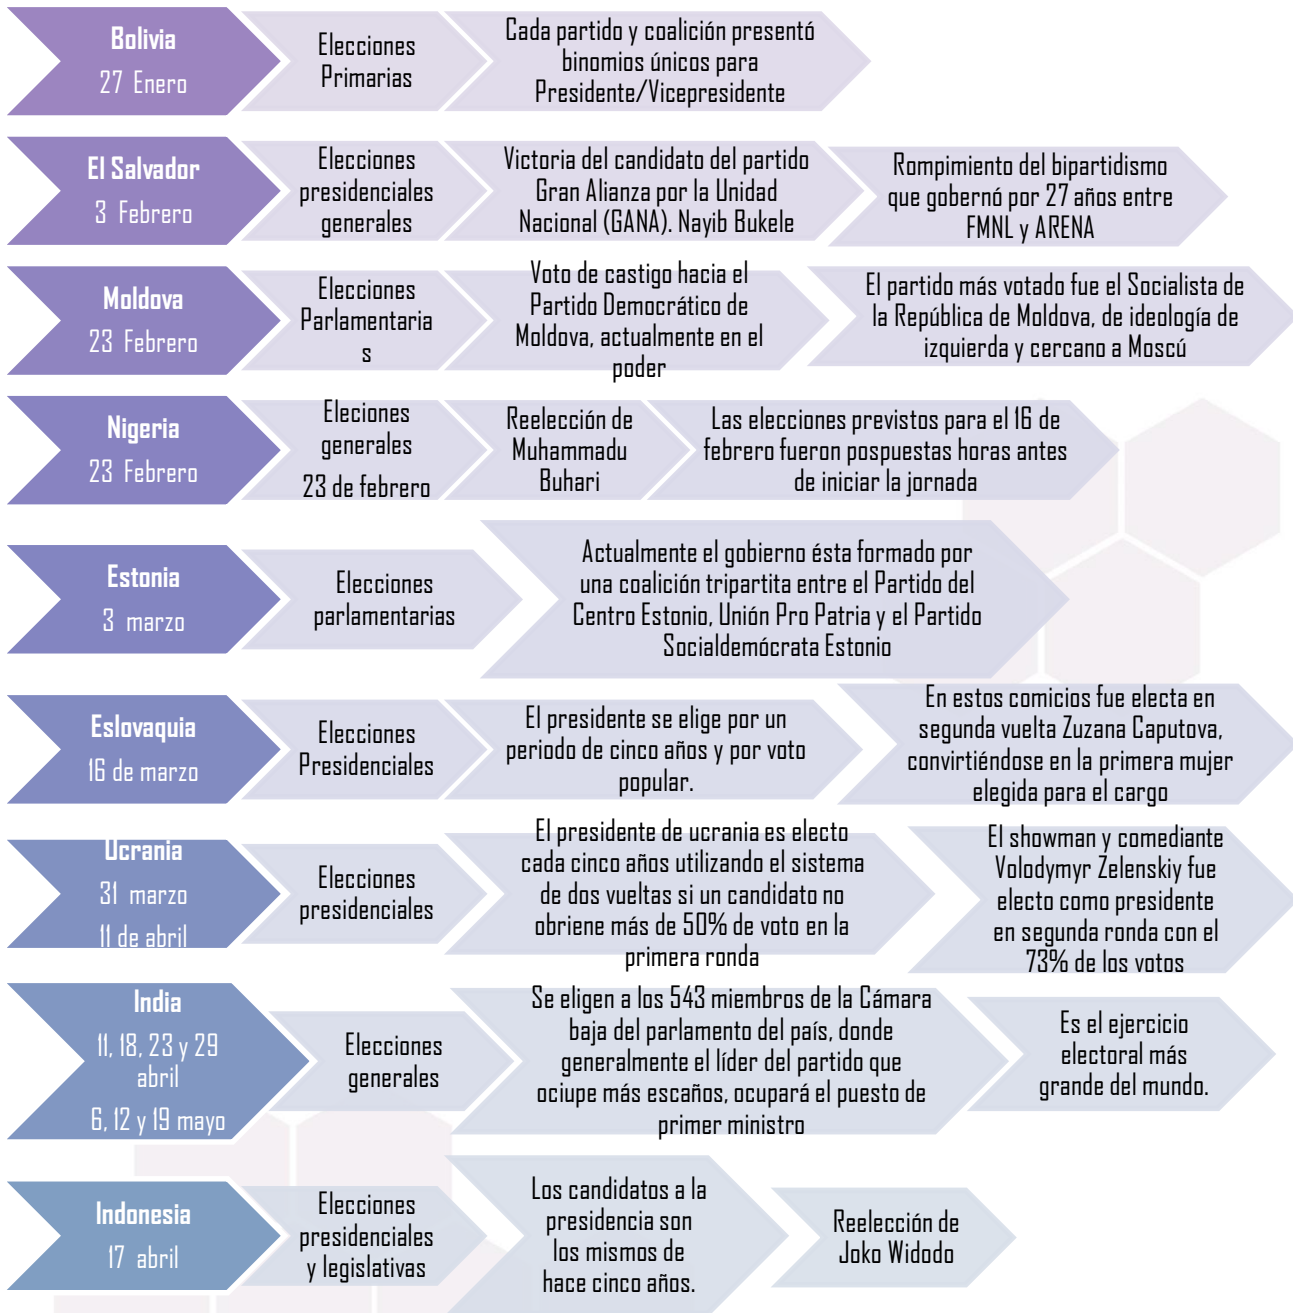 Bolivia
27 Enero
Elecciones
Primarias
Cada partido y coalición presentó
binomios únicos para
Presidente/Vicepresidente
El Salvador
3 Febrero
Elecciones
presidenciales
generales
Victoria del candidato del partido
Gran Alianza por la Unidad
Nacional (GANA). Nayib Bukele
Rompimiento del bipartidismo
que gobernó por 27 años entre
FMNL y ARENA
Moldova
23 Febrero
Elecciones
Parlamentaria
s
Voto de castigo hacia el
Partido Democrático de
Moldova, actualmente en el
poder
El partido más votado fue el Socialista de
la República de Moldova, de ideología de
izquierda y cercano a Moscú
Nigeria
23 Febrero
Eleciones
generales
23 de febrero
Reelección de
Muhammadu
Buhari
Las elecciones previstos para el 16 de
febrero fueron pospuestas horas antes
de iniciar la jornada
Estonia
3 marzo
Elecciones
parlamentarias
Actualmente el gobierno ésta formado por
una coalición tripartita entre el Partido del
Centro Estonio, Unión Pro Patria y el Partido
Socialdemócrata Estonio
Eslovaquia
16 de marzo
Elecciones
Presidenciales
El presidente se elige por un
periodo de cinco años y por voto
popular.
En estos comicios fue electa en
segunda vuelta Zuzana Caputova,
convirtiéndose en la primera mujer
elegida para el cargo
Ucrania
31 marzo
11 de abril
Elecciones
presidenciales
El presidente de ucrania es electo
cada cinco años utilizando el sistema
de dos vueltas si un candidato no
obriene más de 50% de voto en la
primera ronda
El showman y comediante
Volodymyr Zelenskiy fue
electo como presidente
en segunda ronda con el
73% de los votos
India
11, 18, 23 y 29
abril
6, 12 y 19 mayo
Elecciones
generales
Se eligen a los 543 miembros de la Cámara
baja del parlamento del país, donde
generalmente el líder del partido que
ociupe más escaños, ocupará el puesto de
primer ministro
Es el ejercicio
electoral más
grande del mundo.
Indonesia
17 abril
Elecciones
presidenciales
y legislativas
Los candidatos a la
presidencia son
los mismos de
hace cinco años.
Reelección de
Joko Widodo